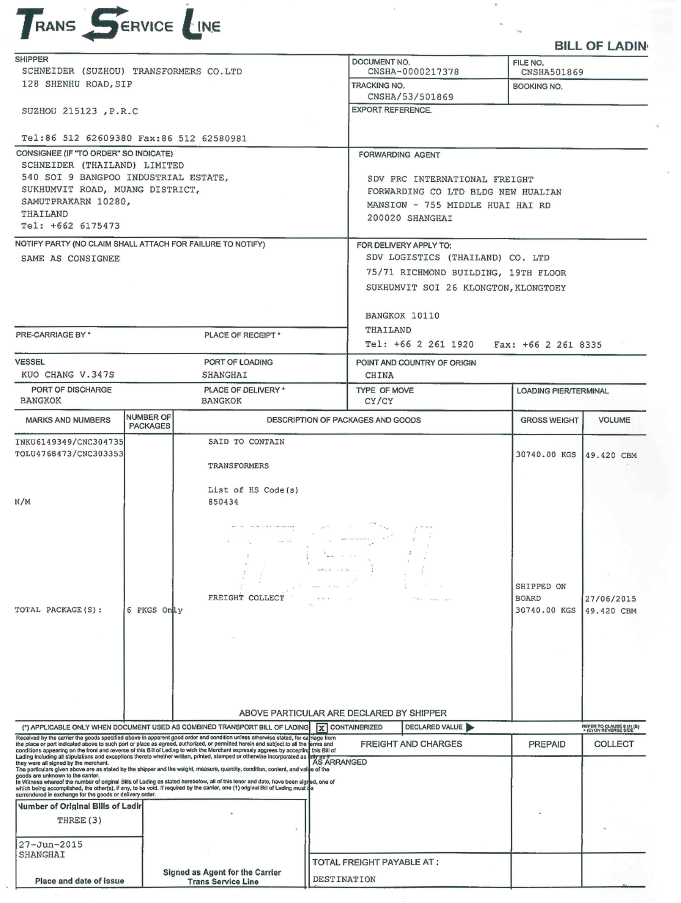 TRANS SERVICE LINE
BILL OF LADIN
SHIPPER
SCHNEIDER (SUZHOU) TRANSFORMERS CO.LTD
128 SHENHU ROAD,SIP
SUZHOU 215123 ,P.R.C
Tel:86 512 62609380 Fax:86 512 62580981
DOCUMENT NO.
CNSHA-0000217378
FILE NO.
CNSHA501869
TRACKING NO.
CNSHA/53/501869
BOOKING NO.
EXPORT REFERENCE.
CONSIGNEE (IF "TO ORDER" SO INDICATE)
SCHNEIDER (THAILAND) LIMITED
540 SOI 9 BANGPOO INDUSTRIAL ESTATE,
SUKHUMVIT ROAD, MUANG DISTRICT,
SAMUTPRAKARN 10280,
THAILAND
Tel: +662 6175473
FORWARDING AGENT
SDV PRC INTERNATIONAL FREIGHT
FORWARDING CO LTD BLDG NEW HUALIAN
MANSION - 755 MIDDLE HUAI HAI RD
200020 SHANGHAI
NOTIFY PARTY (NO CLAIM SHALL ATTACH FOR FAILURE TO NOTIFY)
SAME AS CONSIGNEE
FOR DELIVERY APPLY TO:
SDV LOGISTICS (THAILAND) CO. LTD
75/71 RICHMOND BUILDING, 19TH FLOOR
SUKHUMVIT SOI 26 KLONGTON,KLONGTOEY
BANGKOK 10110
THAILAND
Tel: +66 2 261 1920 Fax: +66 2 261 8335
PRE-CARRIAGE BY *
PLACE OF RECEIPT *
VESSEL
KUO CHANG V.347S
PORT OF LOADING
SHANGHAI
POINT AND COUNTRY OF ORIGIN
CHINA
PORT OF DISCHARGE
BANGKOK
PLACE OF DELIVERY *
BANGKOK
TYPE OF MOVE
CY/CY
LOADING PIER/TERMINAL
MARKS AND NUMBERS
NUMBER OF PACKAGES
DESCRIPTION OF PACKAGES AND GOODS
GROSS WEIGHT
VOLUME
INKU6149349/CNC304735
SAID TO CONTAIN
TOLU4768473/CNC303353
30740.00 KGS
49.420 CBM
TRANSFORMERS
List of HS Code(s)
N/M
850434
TSL
SHIPPED ON
FREIGHT COLLECT
BOARD
27/06/2015
TOTAL PACKAGE(S):
6 PKGS Only
30740.00 KGS
49.420 CBM
ABOVE PARTICULAR ARE DECLARED BY SHIPPER
(*) APPLICABLE ONLY WHEN DOCUMENT USED AS COMBINED TRANSPORT BILL OF LADING
X CONTAINERIZED
DECLARED VALUE
Received by the carrier the goods specified above in apparent good order and condition unless otherwise stated, for carriage from
the place or port indicated above to such port or place as agreed, authorized, or permitted herein and subject to all the terms and
conditions appearing on the front and reverse of this Bill of Lading to wich the Merchant expressly agrees by accepting this Bill of
Lading including all stipulations and exceptions thereto whether written, printed, stamped or otherwise incorporated as fully as if
they were all signed by the merchant.
The particulars given above are as stated by the shipper and the weight, measure, quantity, condition, content, and value of the
goods are unknown to the carrier.
In Witness whereof the number of original Bills of Lading as stated herebelow, all of this tenor and date, have been signed, one of
which being accomplished, the other(s), if any, to be void. If required by the carrier, one (1) original Bill of Lading must be
surrendered in exchange for the goods or delivery order.
FREIGHT AND CHARGES
PREPAID
COLLECT
AS ARRANGED
Number of Original Bills of Ladin
THREE(3)
27-Jun-2015
SHANGHAI
Place and date of issue
Signed as Agent for the Carrier
Trans Service Line
TOTAL FREIGHT PAYABLE AT :
DESTINATION